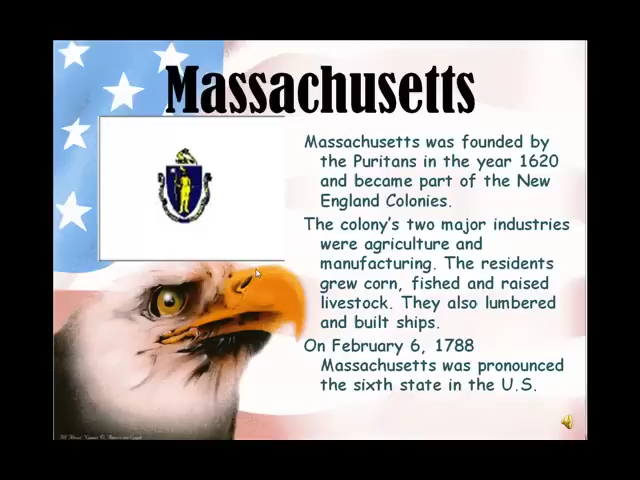 Massachusetts
Massachusetts was founded by
the Puritans in the year 1620
and became part of the New
England Colonies.
The colony's two major industries
were agriculture and
manufacturing. The residents
grew corn, fished and raised
livestock. They also lumbered
and built ships.
On February 6, 1788
Massachusetts was pronounced
the sixth state in the U.S.